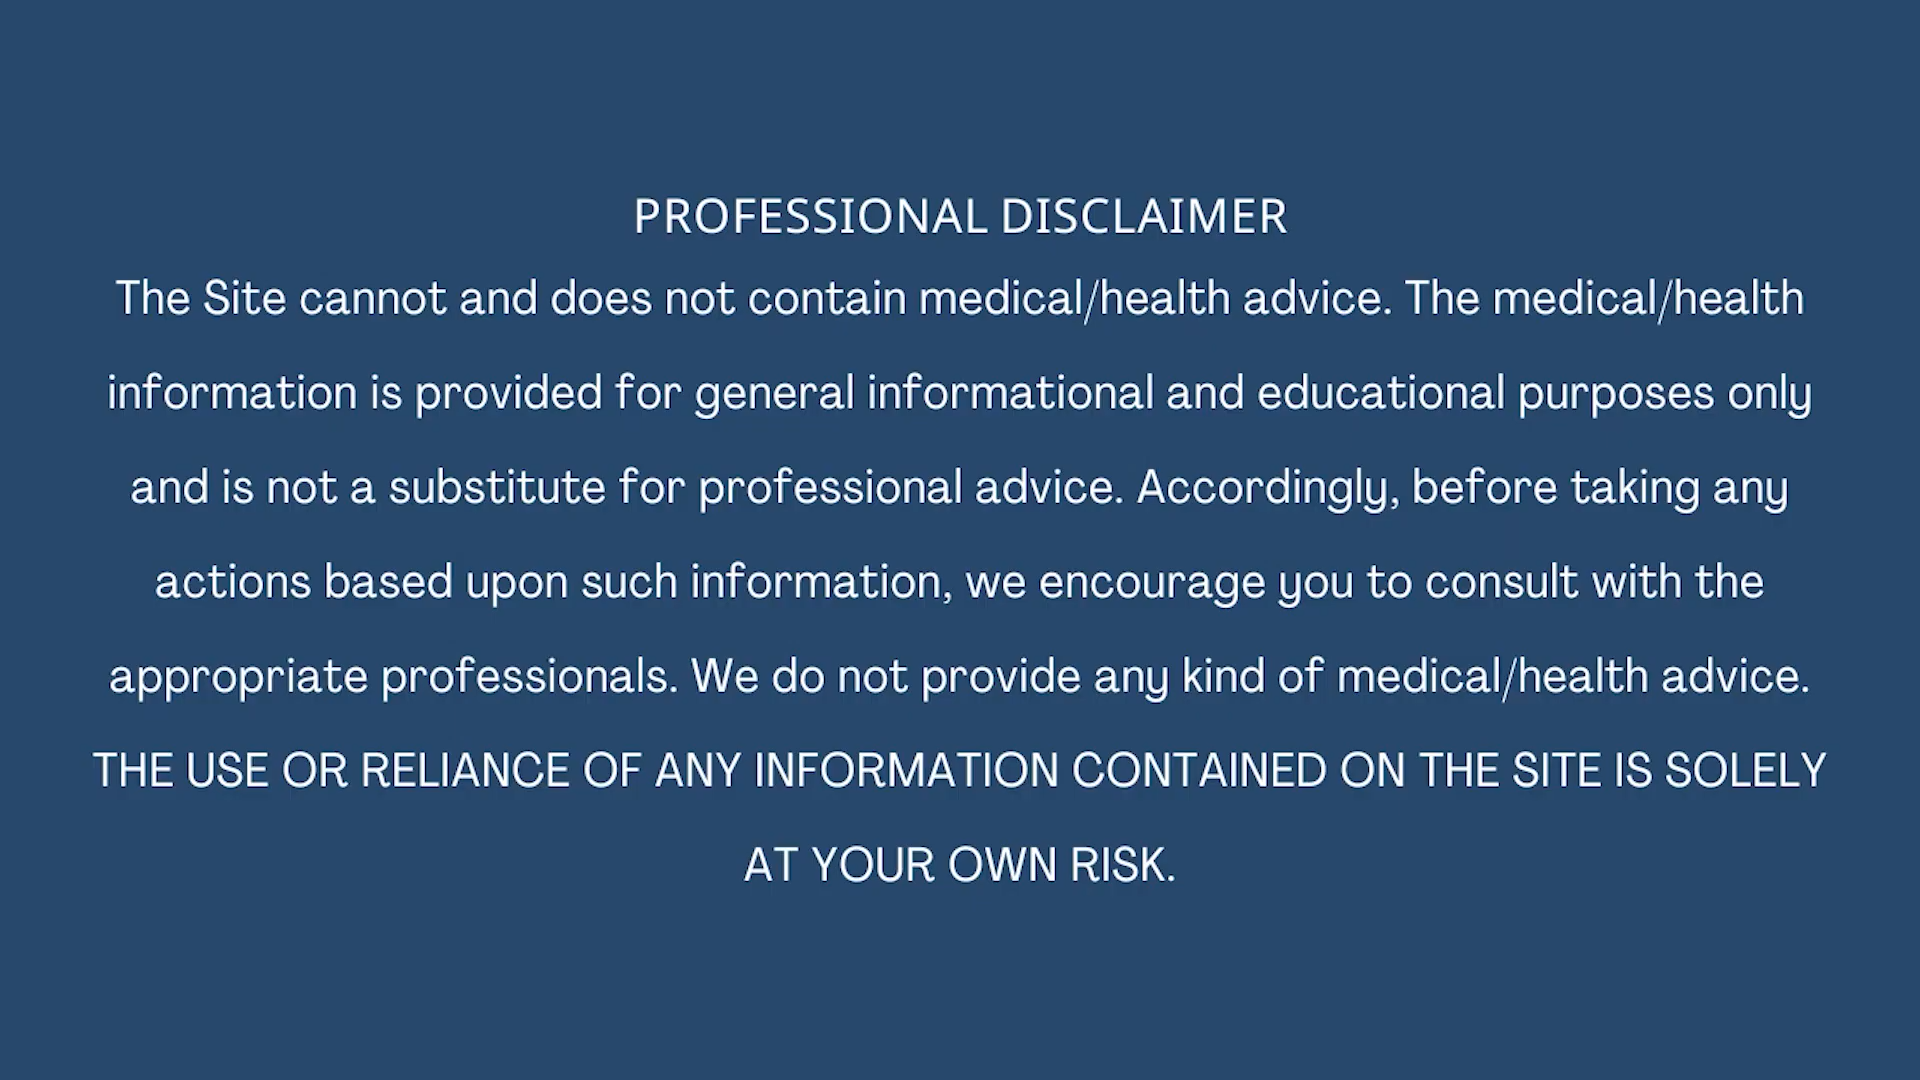 PROFESSIONAL DISCLAIMER
The Site cannot and does not contain medical/health advice. The medical/health
information is provided for general informational and educational purposes only
and is not a substitute for professional advice. Accordingly, before taking any
actions based upon such information, we encourage you to consult with the
appropriate professionals. We do not provide any kind of medical/health advice.
THE USE OR RELIANCE OF ANY INFORMATION CONTAINED ON THE SITE IS SOLELY
AT YOUR OWN RISK.